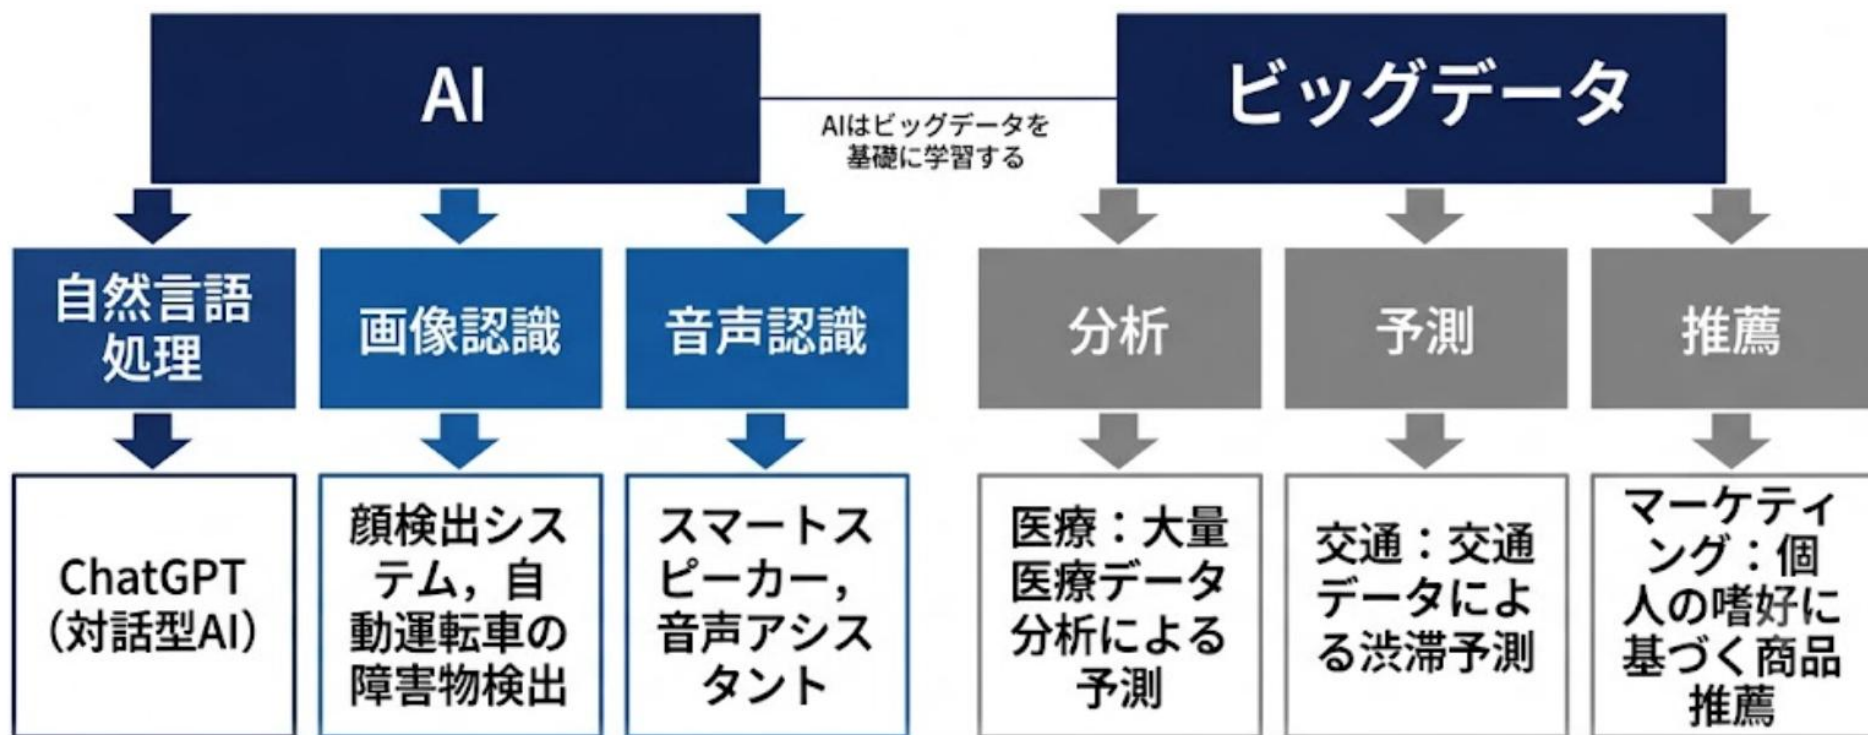 AI
ビッグデータ
AIはビッグデータを
基礎に学習する
自然言語
処理
画像認識
音声認識
分析
予測
推薦
ChatGPT
（対話型AI）
顔検出シス
テム，自
動運転車の
障害物検出
スマートス
ピーカー，
音声アシス
タント
医療：大量
医療データ
分析による
予測
交通：交通
データによ
る渋滞予測
マーケティ
ング：個
人の嗜好に
基づく商品
推薦